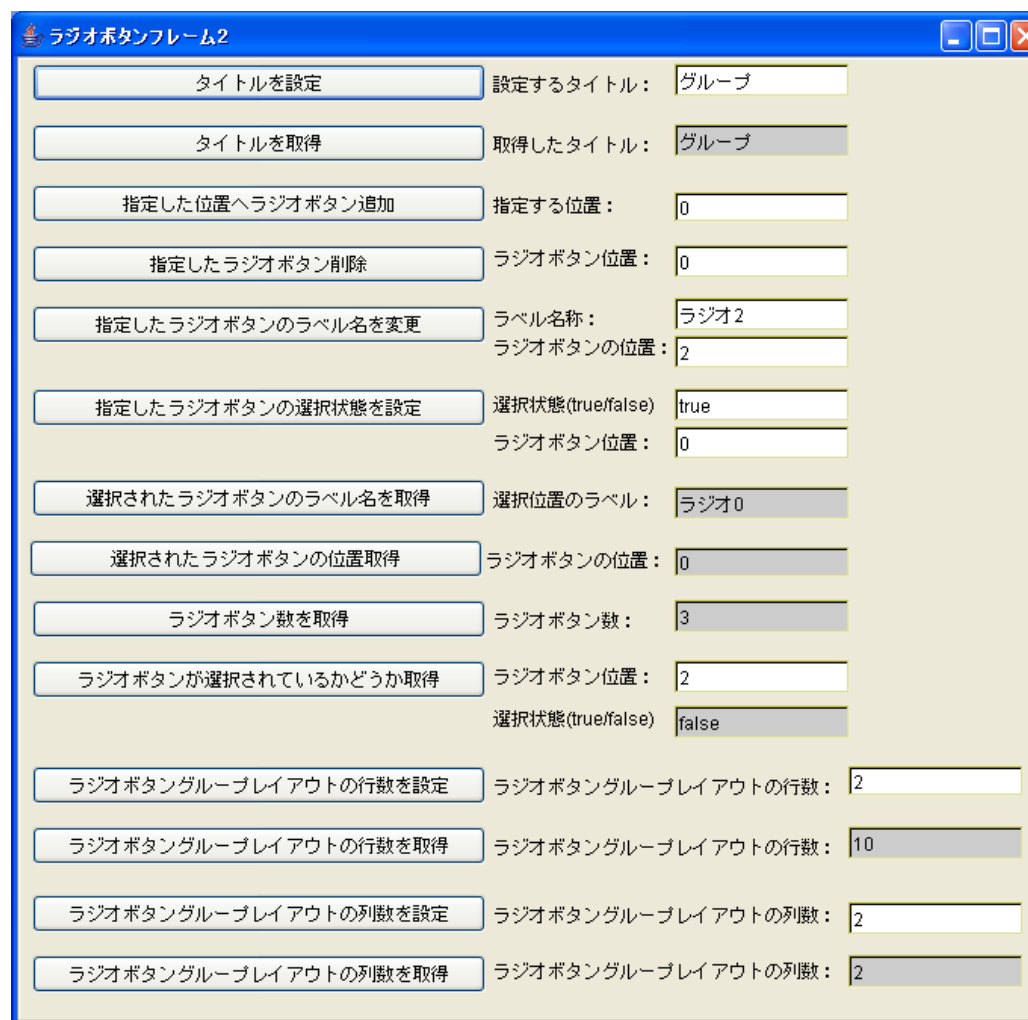 ラジオボタンフレーム2
タイトルを設定 設定するタイトル： グループ
タイトルを取得 取得したタイトル： グループ
指定した位置へラジオボタン追加 指定する位置： 0
指定したラジオボタン削除 ラジオボタン位置： 0
指定したラジオボタンのラベル名を変更 ラベル名称： ラジオ2
ラジオボタンの位置： 2
指定したラジオボタンの選択状態を設定 選択状態(true/false) true
ラジオボタン位置： 0
選択されたラジオボタンのラベル名を取得 選択位置のラベル： ラジオ0
選択されたラジオボタンの位置取得 ラジオボタンの位置： 0
ラジオボタン数を取得 ラジオボタン数： 3
ラジオボタンが選択されているかどうか取得 ラジオボタン位置： 2
選択状態(true/false) false
ラジオボタングループレイアウトの行数を設定 ラジオボタングループレイアウトの行数： 2
ラジオボタングループレイアウトの行数を取得 ラジオボタングループレイアウトの行数： 10
ラジオボタングループレイアウトの列数を設定 ラジオボタングループレイアウトの列数： 2
ラジオボタングループレイアウトの列数を取得 ラジオボタングループレイアウトの列数： 2